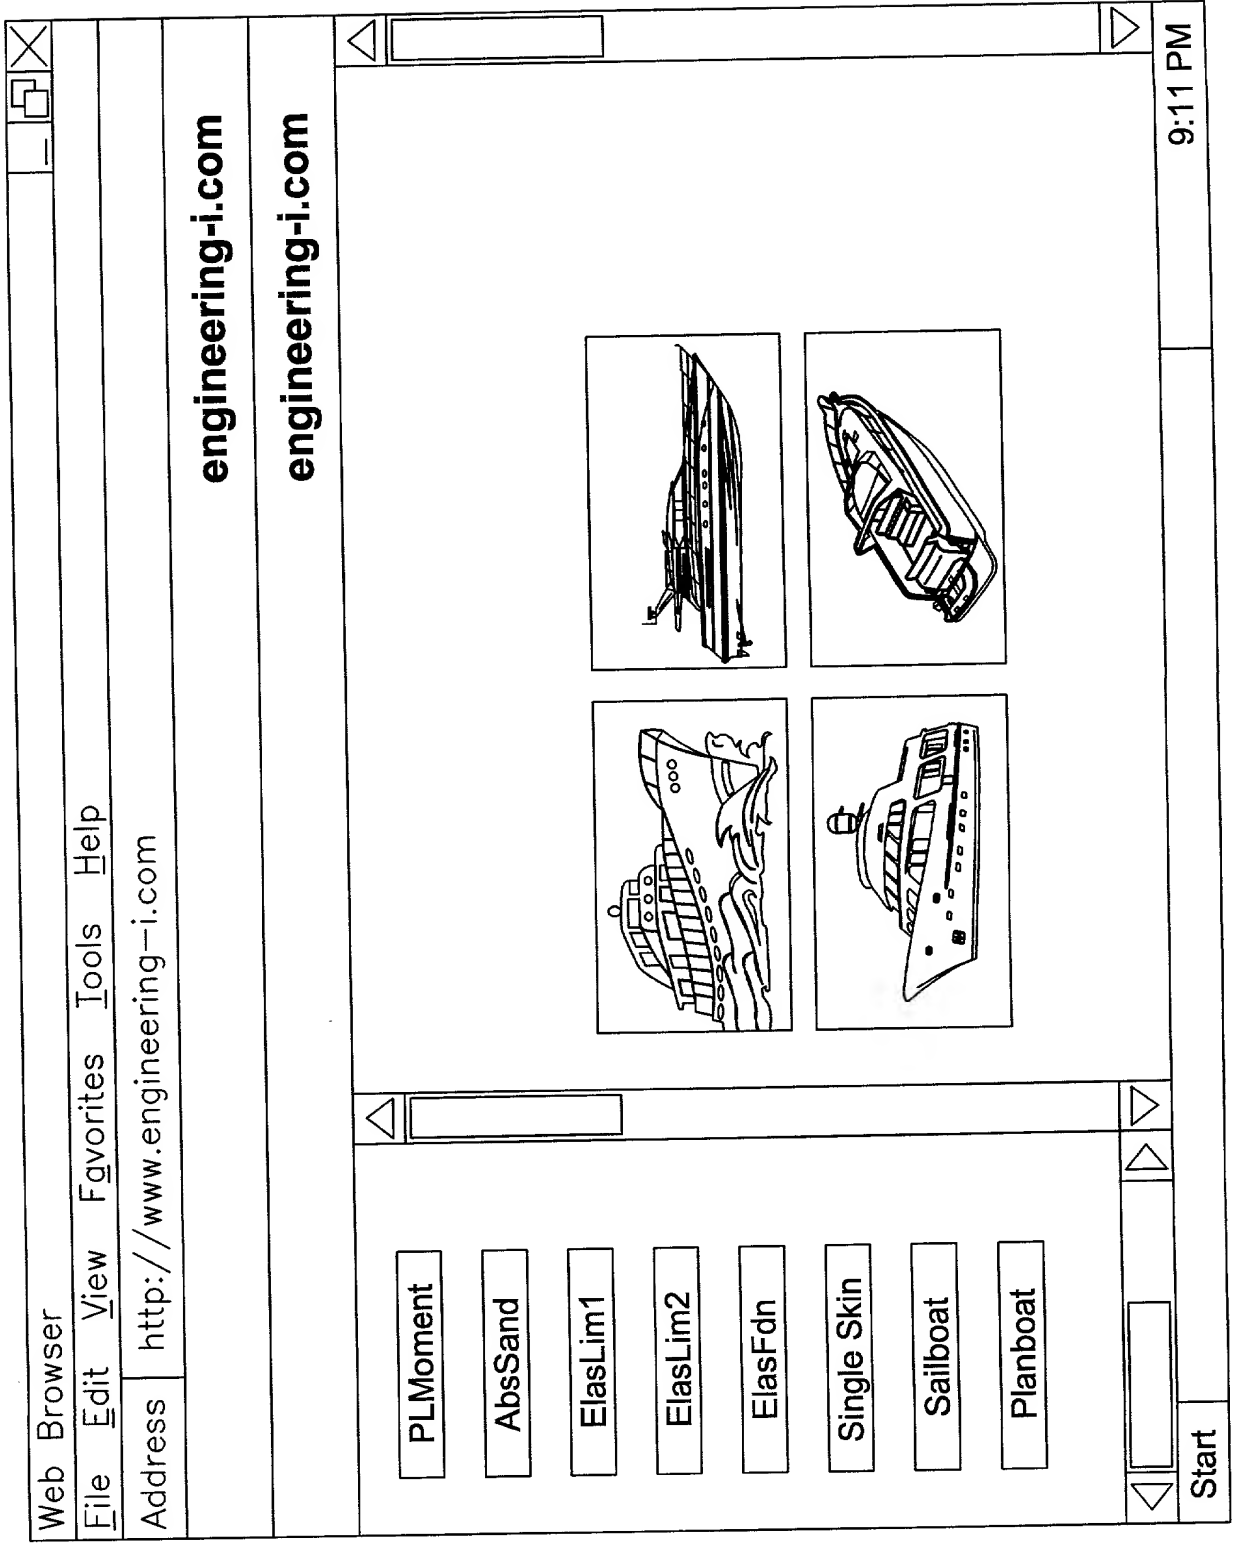 Web Browser
File Edit View Favorites Tools Help
Address http://www.engineering-i.com
engineering-i.com
engineering-i.com
PLMoment
AbsSand
ElasLim1
ElasLim2
ElasFdn
Single Skin
Sailboat
Planboat
Start 9:11 PM